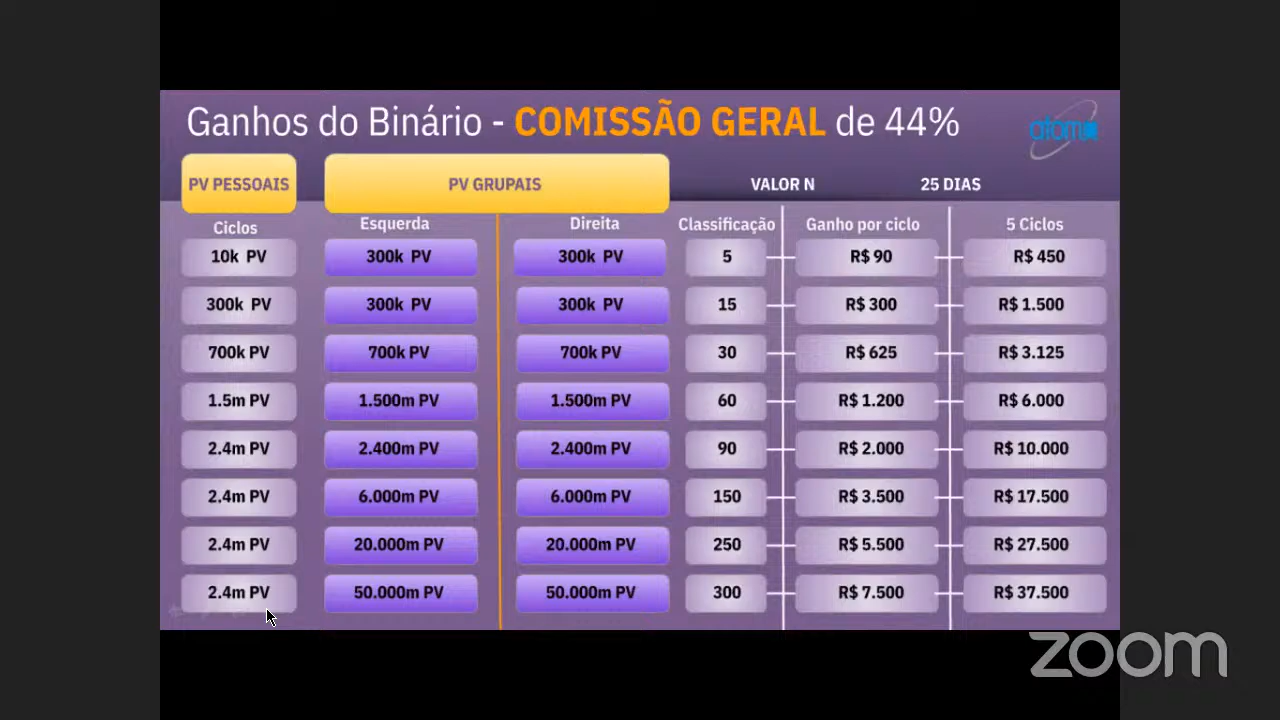 Ganhos do Binário - COMISSÃO GERAL de 44%
atomy
PV PESSOAIS PV GRUPAIS VALOR N 25 DIAS
Ciclos Esquerda Direita Classificação Ganho por ciclo 5 Ciclos
10k PV 300k PV 300k PV 5 R$ 90 R$ 450
300k PV 300k PV 300k PV 15 R$ 300 R$ 1.500
700k PV 700k PV 700k PV 30 R$ 625 R$ 3.125
1.5m PV 1.500m PV 1.500m PV 60 R$ 1.200 R$ 6.000
2.4m PV 2.400m PV 2.400m PV 90 R$ 2.000 R$ 10.000
2.4m PV 6.000m PV 6.000m PV 150 R$ 3.500 R$ 17.500
2.4m PV 20.000m PV 20.000m PV 250 R$ 5.500 R$ 27.500
2.4m PV 50.000m PV 50.000m PV 300 R$ 7.500 R$ 37.500
zoom